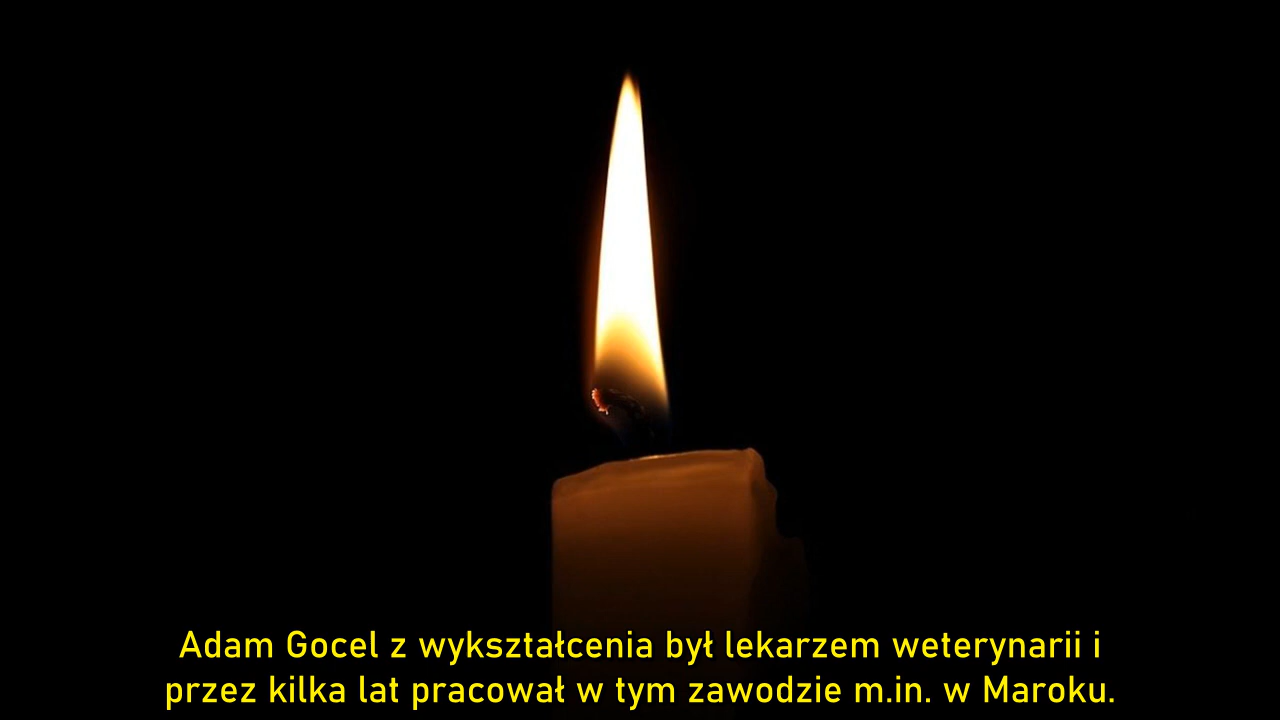 Adam Gocel z wykształcenia był lekarzem weterynarii i
przez kilka lat pracował w tym zawodzie m.in. w Maroku.